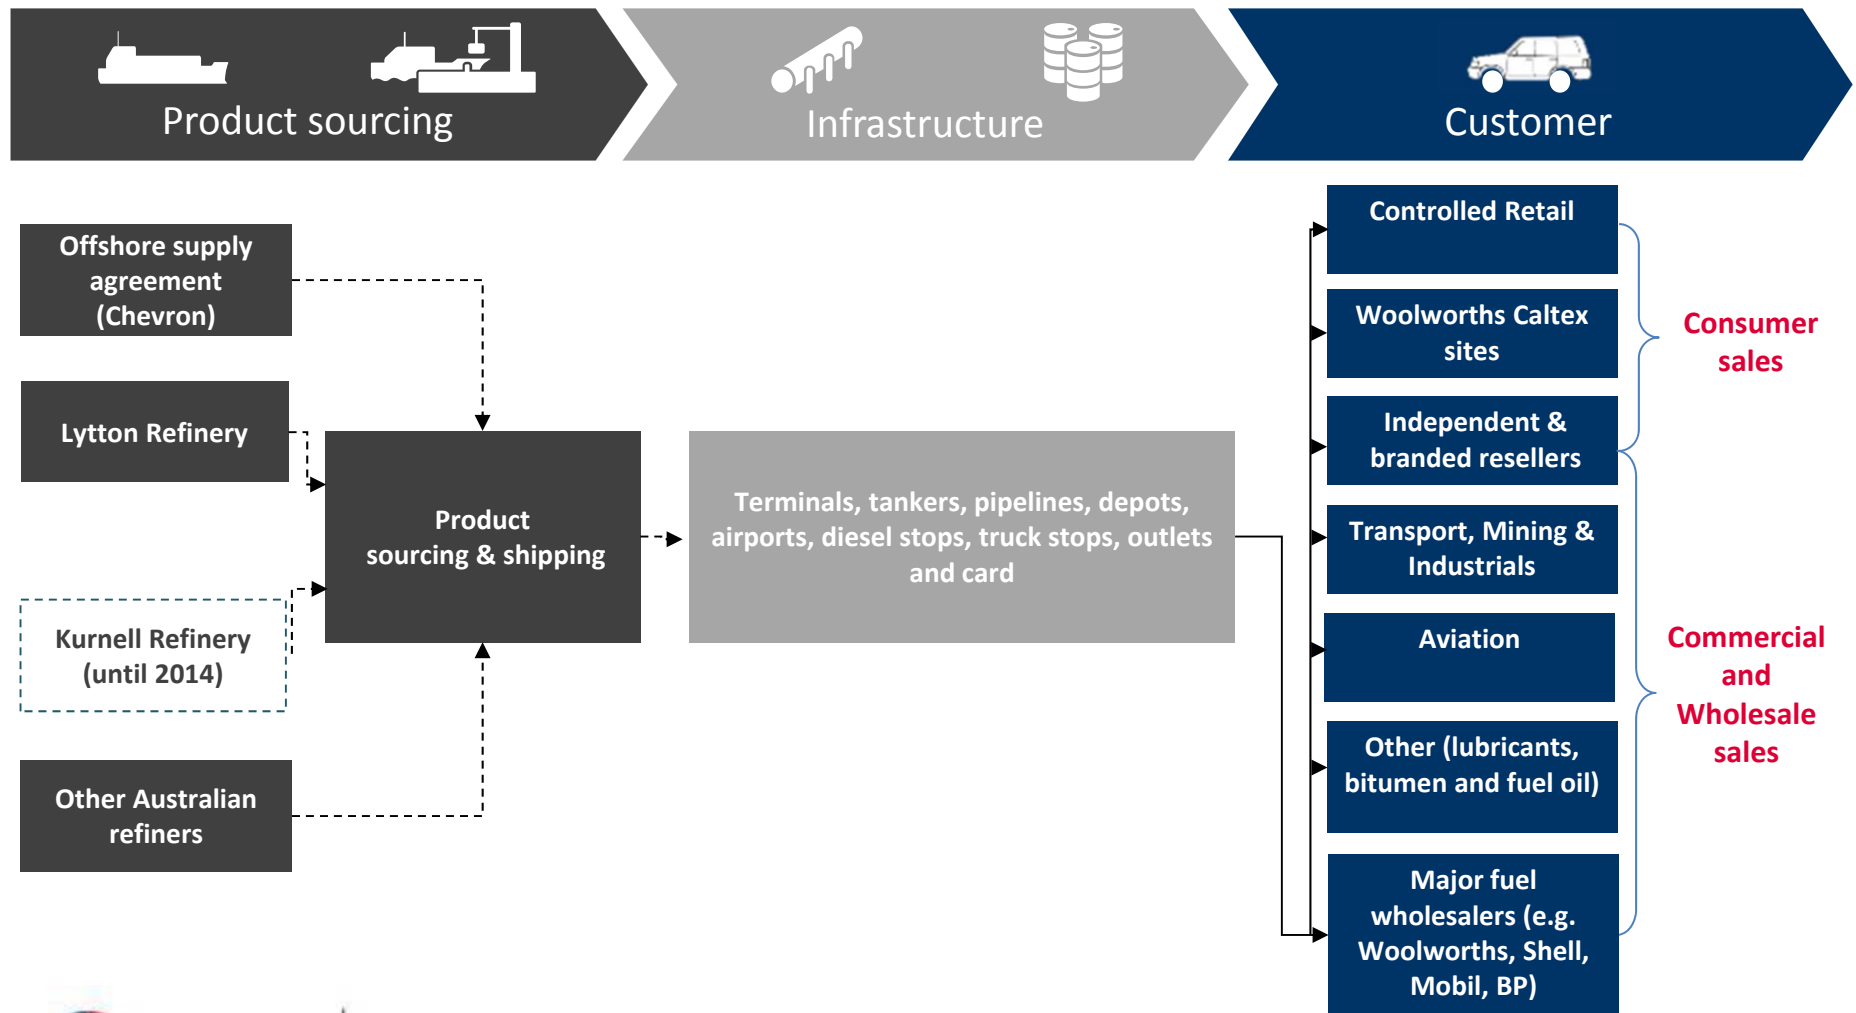 Product sourcing
Infrastructure
Customer
Offshore supply
agreement
(Chevron)
Lytton Refinery
Kurnell Refinery
(until 2014)
Other Australian
refiners
Product
sourcing & shipping
Terminals, tankers, pipelines, depots,
airports, diesel stops, truck stops, outlets
and card
Controlled Retail
Woolworths Caltex
sites
Independent &
branded resellers
Transport, Mining &
Industrials
Aviation
Other (lubricants,
bitumen and fuel oil)
Major fuel
wholesalers (e.g.
Woolworths, Shell,
Mobil, BP)
Consumer
sales
Commercial
and
Wholesale
sales